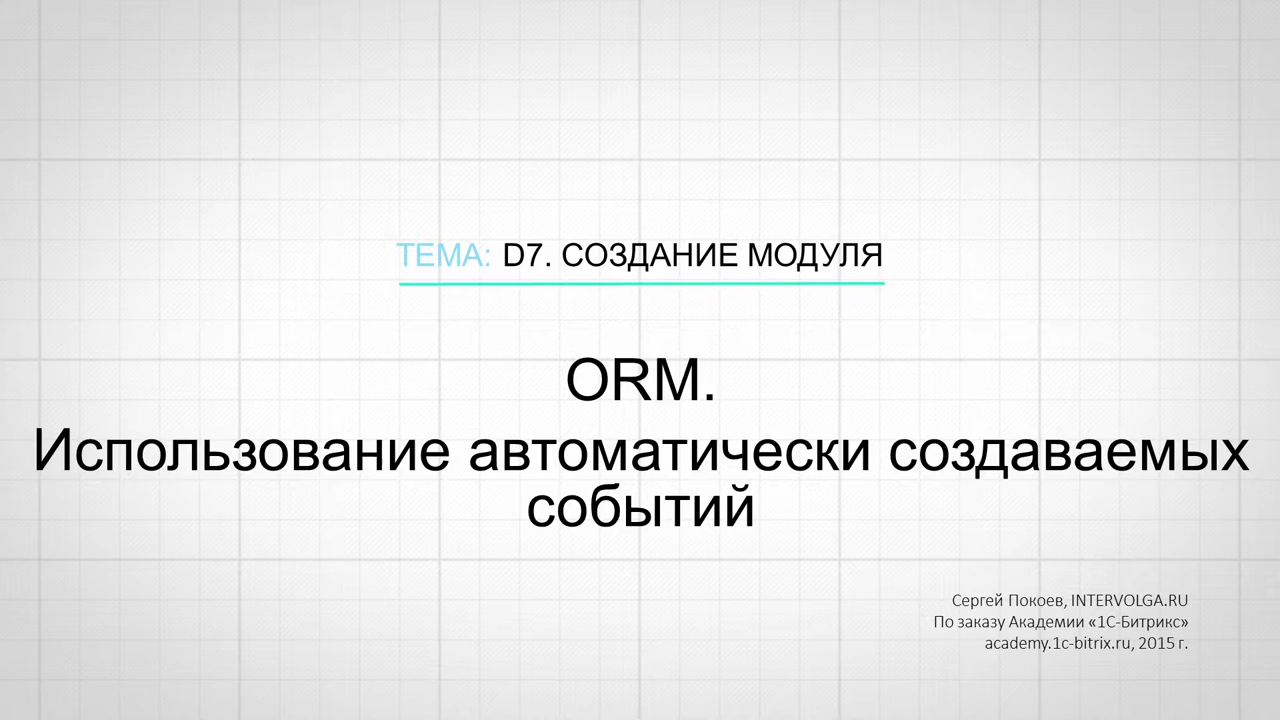 ТЕМА: D7. СОЗДАНИЕ МОДУЛЯ
ORM.
Использование автоматически создаваемых
событий
Сергей Покоев, INTERVOLGA.RU
По заказу Академии «1С-Битрикс»
academy.1c-bitrix.ru, 2015 г.